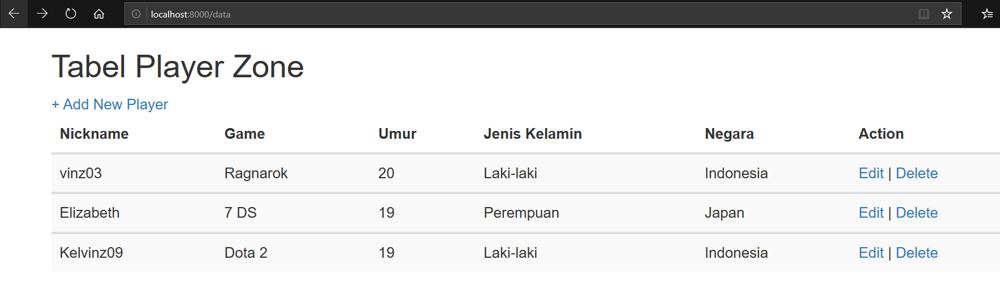 localhost:8000/data
Tabel Player Zone
+ Add New Player
Nickname Game Umur Jenis Kelamin Negara Action
vinz03 Ragnarok 20 Laki-laki Indonesia Edit | Delete
Elizabeth 7 DS 19 Perempuan Japan Edit | Delete
Kelvinz09 Dota 2 19 Laki-laki Indonesia Edit | Delete